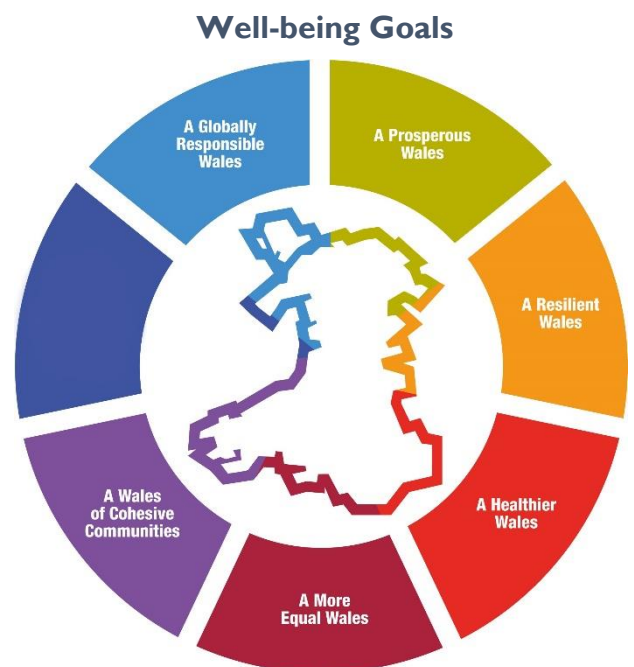 Well-being Goals
A Globally
Responsible
Wales
A Prosperous
Wales
A Resilient
Wales
A Healthier
Wales
A More
Equal Wales
A Wales
of Cohesive
Communities